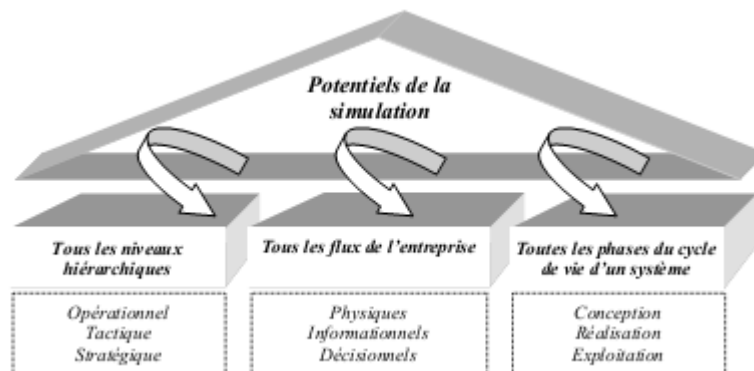 Potentiels de la
simulation
Tous les niveaux
hiérarchiques
Tous les flux de l'entreprise
Toutes les phases du cycle
de vie d'un système
Opérationnel
Tactique
Stratégique
Physiques
Informationnels
Décisionnels
Conception
Réalisation
Exploitation